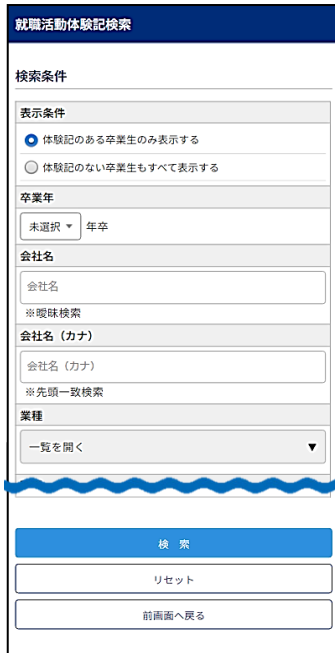 就職活動体験記検索
検索条件
表示条件
体験記のある卒業生のみ表示する
体験記のない卒業生もすべて表示する
卒業年
未選択 ▼ 年卒
会社名
会社名
※曖昧検索
会社名（カナ）
会社名（カナ）
※先頭一致検索
業種
一覧を開く ▼
検 索
リセット
前画面へ戻る